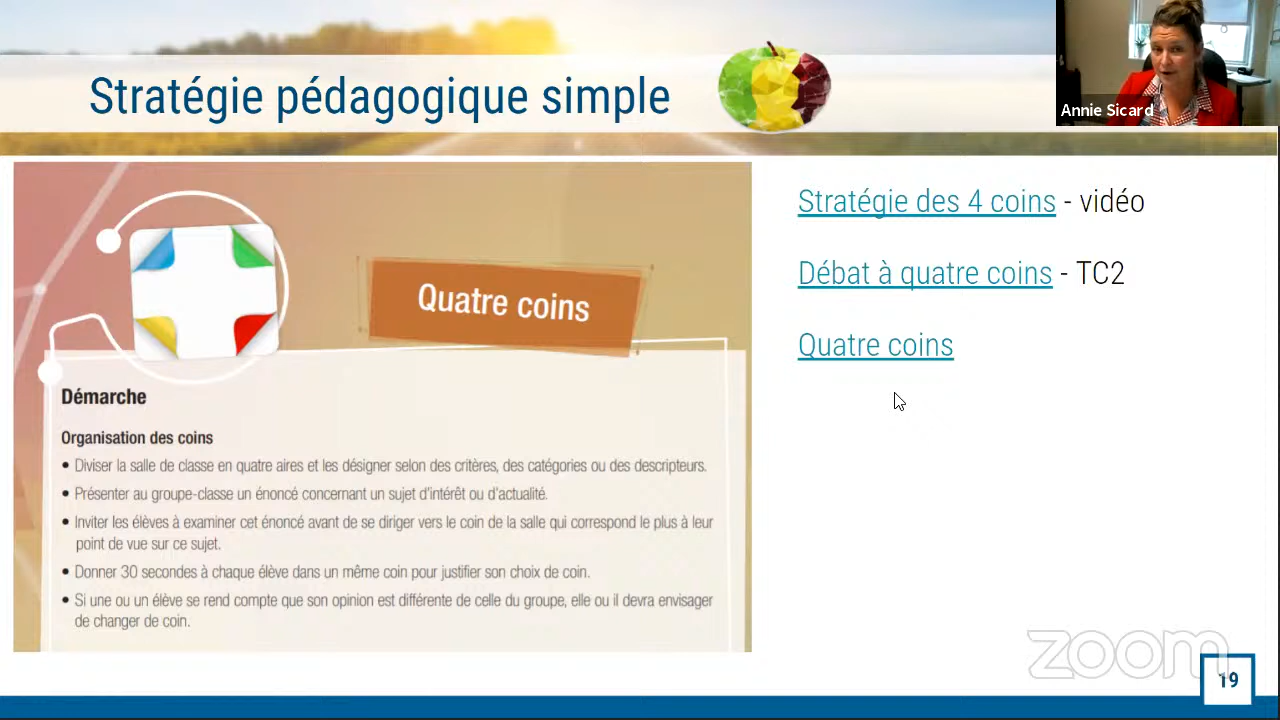 Stratégie pédagogique simple
Annie Sicard
Quatre coins
Démarche
Organisation des coins
• Diviser la salle de classe en quatre aires et les désigner selon des critères, des catégories ou des descripteurs.
• Présenter au groupe-classe un énoncé concernant un sujet d'intérêt ou d'actualité.
• Inviter les élèves à examiner cet énoncé avant de se diriger vers le coin de la salle qui correspond le plus à leur
point de vue sur ce sujet.
• Donner 30 secondes à chaque élève dans un même coin pour justifier son choix de coin.
• Si une ou un élève se rend compte que son opinion est différente de celle du groupe, elle ou il devra envisager
de changer de coin.
Stratégie des 4 coins - vidéo
Débat à quatre coins - TC2
Quatre coins
zoom
19